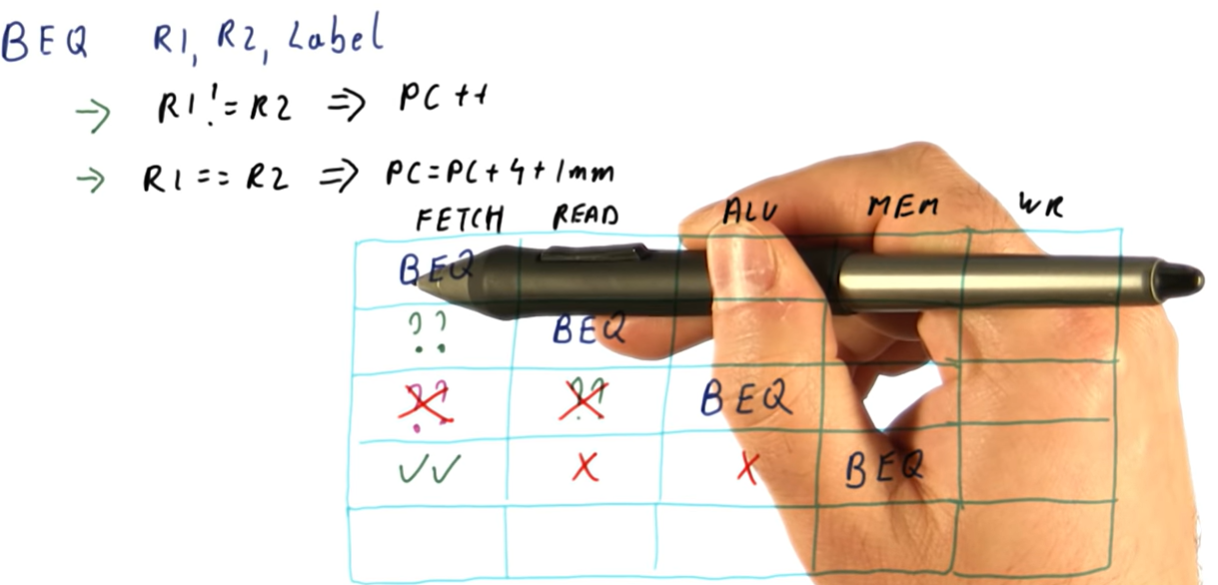 BEQ R1, R2, Label
→ R1 != R2 => PC ++
→ R1 == R2 => PC=PC+4+Imm
FETCH READ ALU MEM WR
BEQ
?? BEQ
?? ?? BEQ
✓✓ X X BEQ